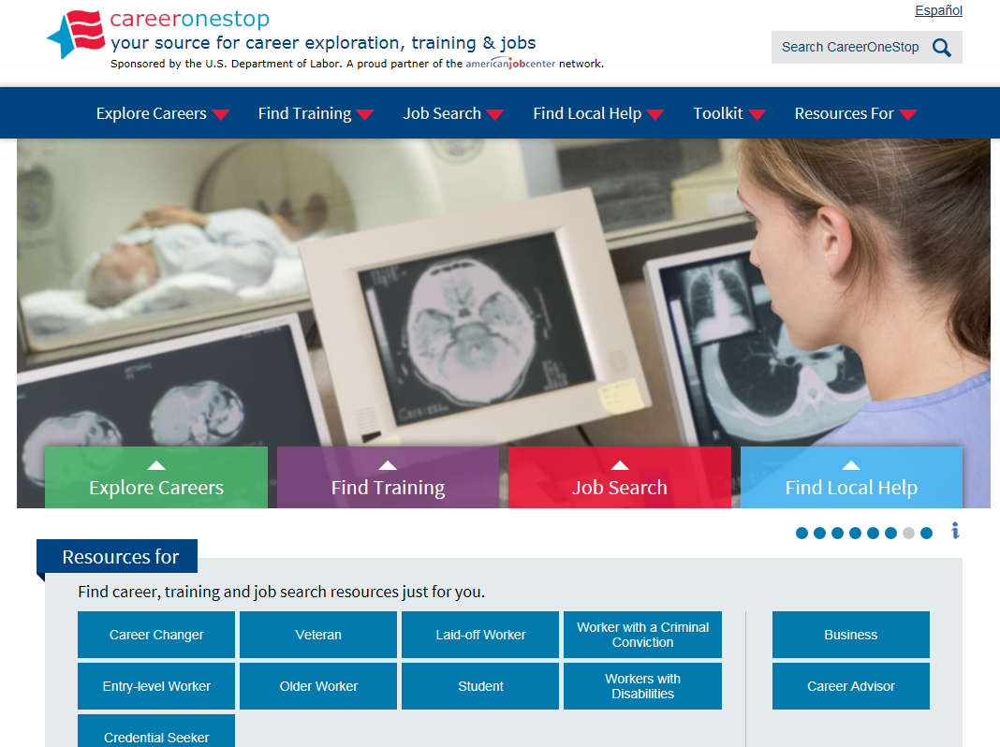 careeronestop
Español
your source for career exploration, training & jobs
Search CareerOneStop
Sponsored by the U.S. Department of Labor. A proud partner of the americanjobcenter network.
Explore Careers Find Training Job Search Find Local Help Toolkit Resources For
R
Explore Careers Find Training Job Search Find Local Help
i
Resources for
Find career, training and job search resources just for you.
Career Changer Veteran Laid-off Worker Worker with a Criminal Conviction Business
Entry-level Worker Older Worker Student Workers with Disabilities Career Advisor
Credential Seeker